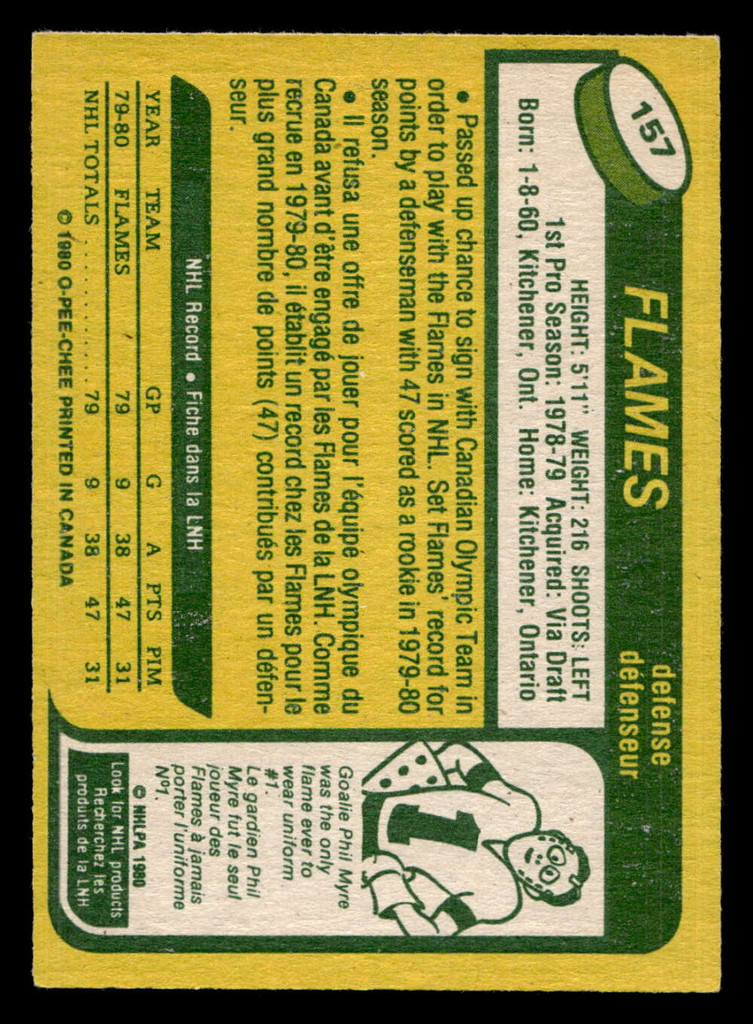 157
FLAMES
defense
défenseur
HEIGHT: 5'11" WEIGHT: 216 SHOOTS: LEFT
1st Pro Season: 1978-79 Acquired: Via Draft
Born: 1-8-60, Kitchener, Ont. Home: Kitchener, Ontario
• Passed up chance to sign with Canadian Olympic Team in
order to play with the Flames in NHL. Set Flames' record for
points by a defenseman with 47 scored as a rookie in 1979-80
season.
• Il refusa une offre de jouer pour l'équipé olympique du
Canada avant d'être engagé par les Flames de la LNH. Comme
recrue en 1979-80, il établit un record chez les Flames pour le
plus grand nombre de points (47) contribués par un défen-
seur.
NHL Record • Fiche dans la LNH
YEAR TEAM GP G A PTS PIM
79-80 FLAMES 79 9 38 47 31
NHL TOTALS . . . . . . . . . . . 79 9 38 47 31
© 1980 O-PEE-CHEE PRINTED IN CANADA
1
Goalie Phil Myre
was the only
flame ever to
wear uniform
#1.
Le gardien Phil
Myre fut le seul
joueur des
Flames à jamais
porter l'uniforme
Nº1.
© NHLPA 1980
Look for NHL products
Recherchez les
produits de la LNH